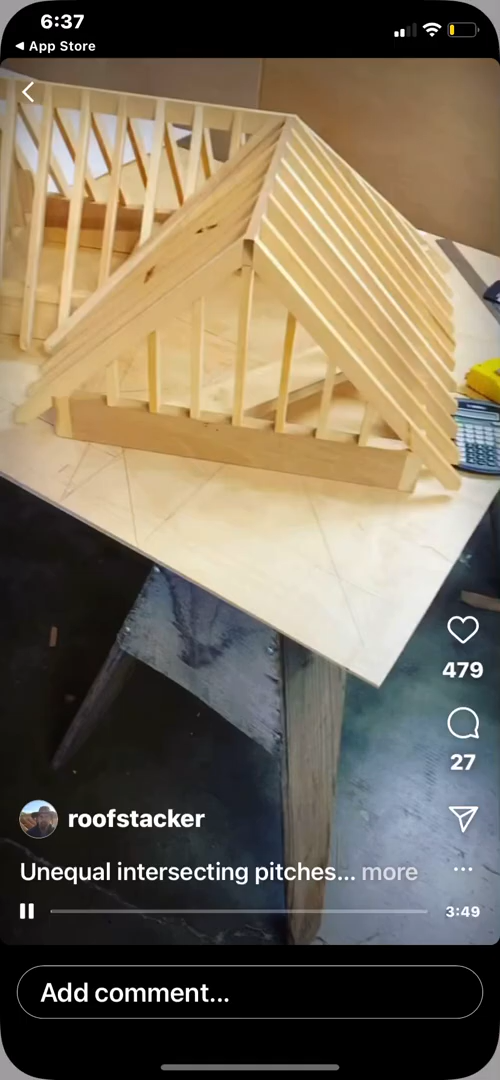 6:37
◀ App Store
479
27
roofstacker
Unequal intersecting pitches... more
3:49
Add comment...